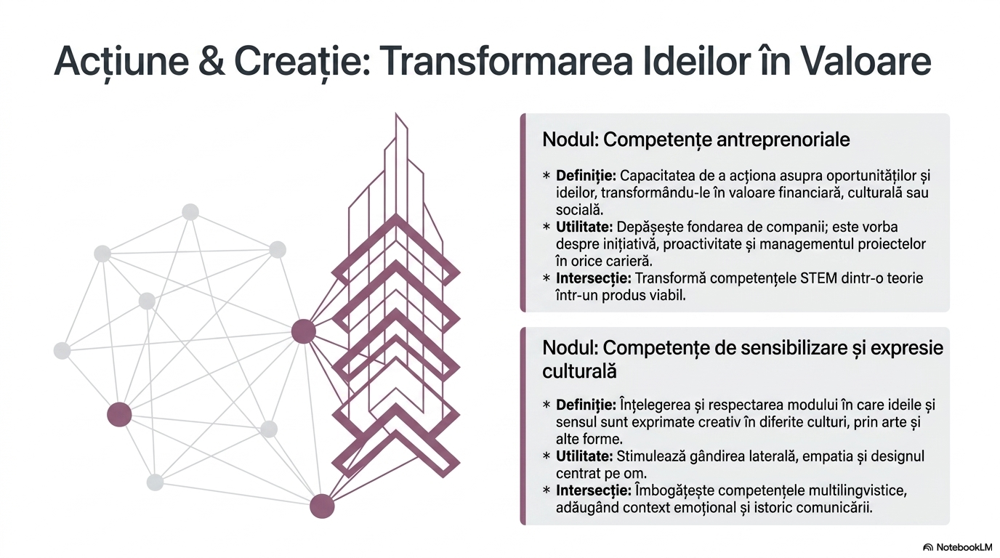 Acțiune & Creație: Transformarea Ideilor în Valoare
Nodul: Competențe antreprenoriale
* Definiție: Capacitatea de a acționa asupra oportunităților și
ideilor, transformându-le în valoare financiară, culturală sau
socială.
* Utilitate: Depășește fondarea de companii; este vorba
despre inițiativă, proactivitate și managementul proiectelor
în orice carieră.
* Intersecție: Transformă competențele STEM dintr-o teorie
într-un produs viabil.
Nodul: Competențe de sensibilizare și expresie
culturală
* Definiție: Înțelegerea și respectarea modului în care ideile și
sensul sunt exprimate creativ în diferite culturi, prin arte și
alte forme.
* Utilitate: Stimulează gândirea laterală, empatia și designul
centrat pe om.
* Intersecție: Îmbogățește competențele multilingvistice,
adăugând context emoțional și istoric comunicării.
NotebookLM